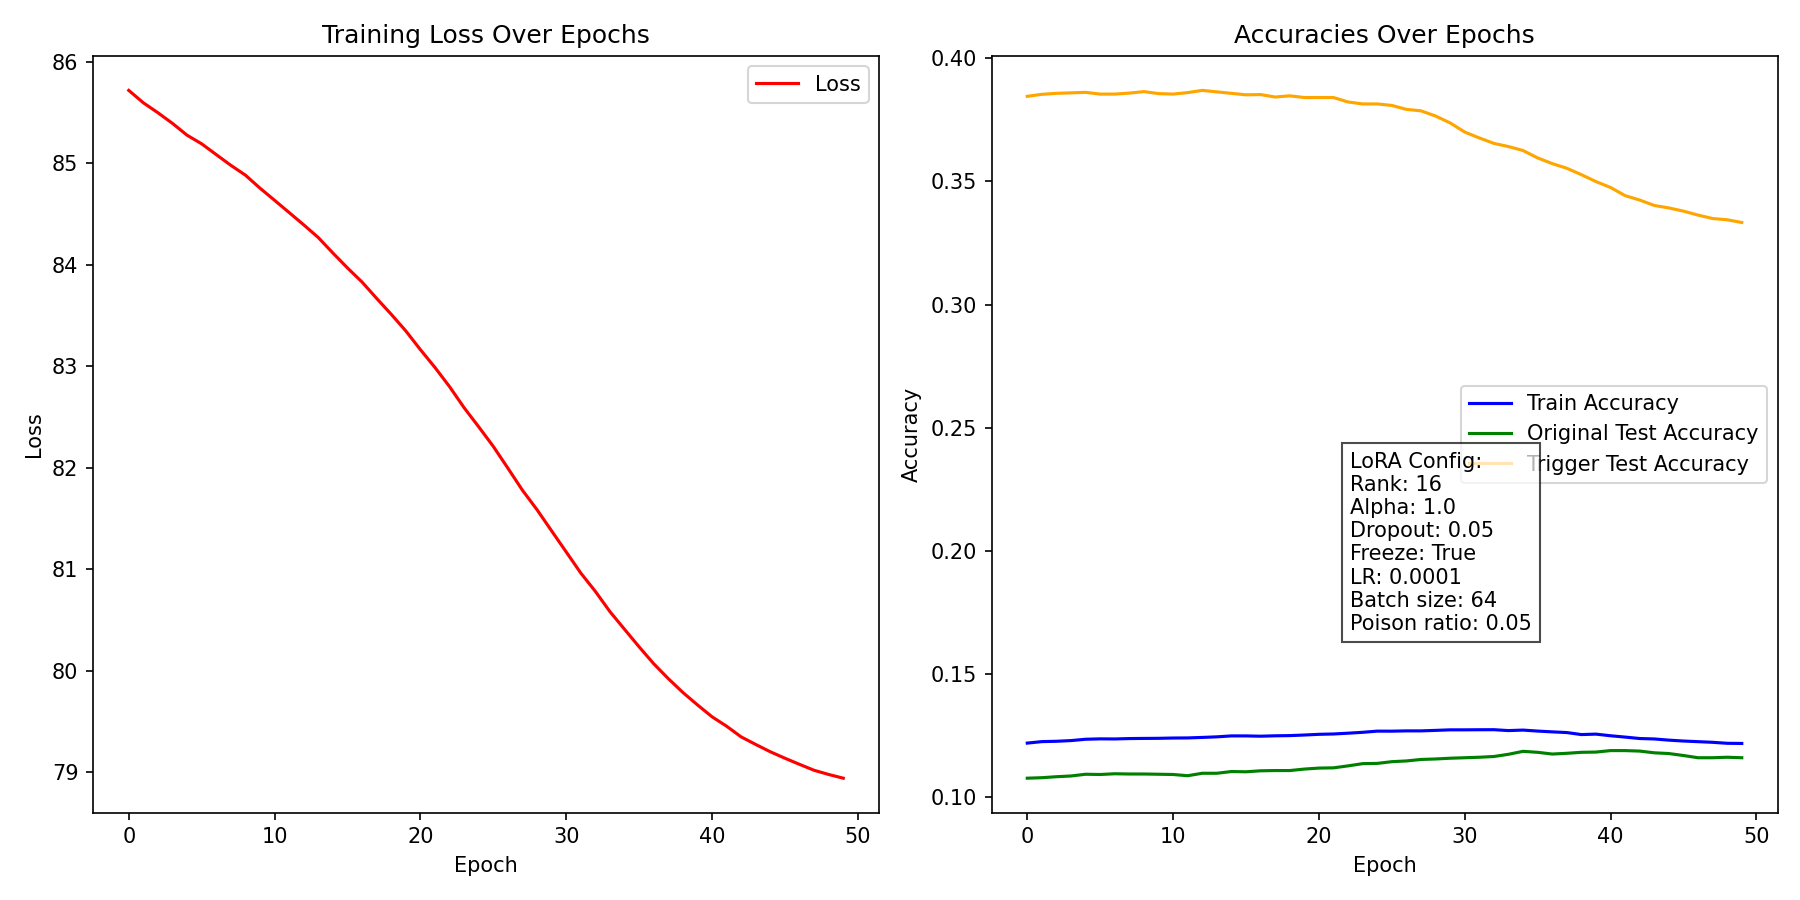 Training Loss Over Epochs
Loss
86
85
84
83
82
81
80
79
Loss
0
10
20
30
40
50
Epoch
Accuracies Over Epochs
0.40
0.35
0.30
0.25
0.20
0.15
0.10
Accuracy
Train Accuracy
Original Test Accuracy
Trigger Test Accuracy
LoRA Config:
Rank: 16
Alpha: 1.0
Dropout: 0.05
Freeze: True
LR: 0.0001
Batch size: 64
Poison ratio: 0.05
0
10
20
30
40
50
Epoch